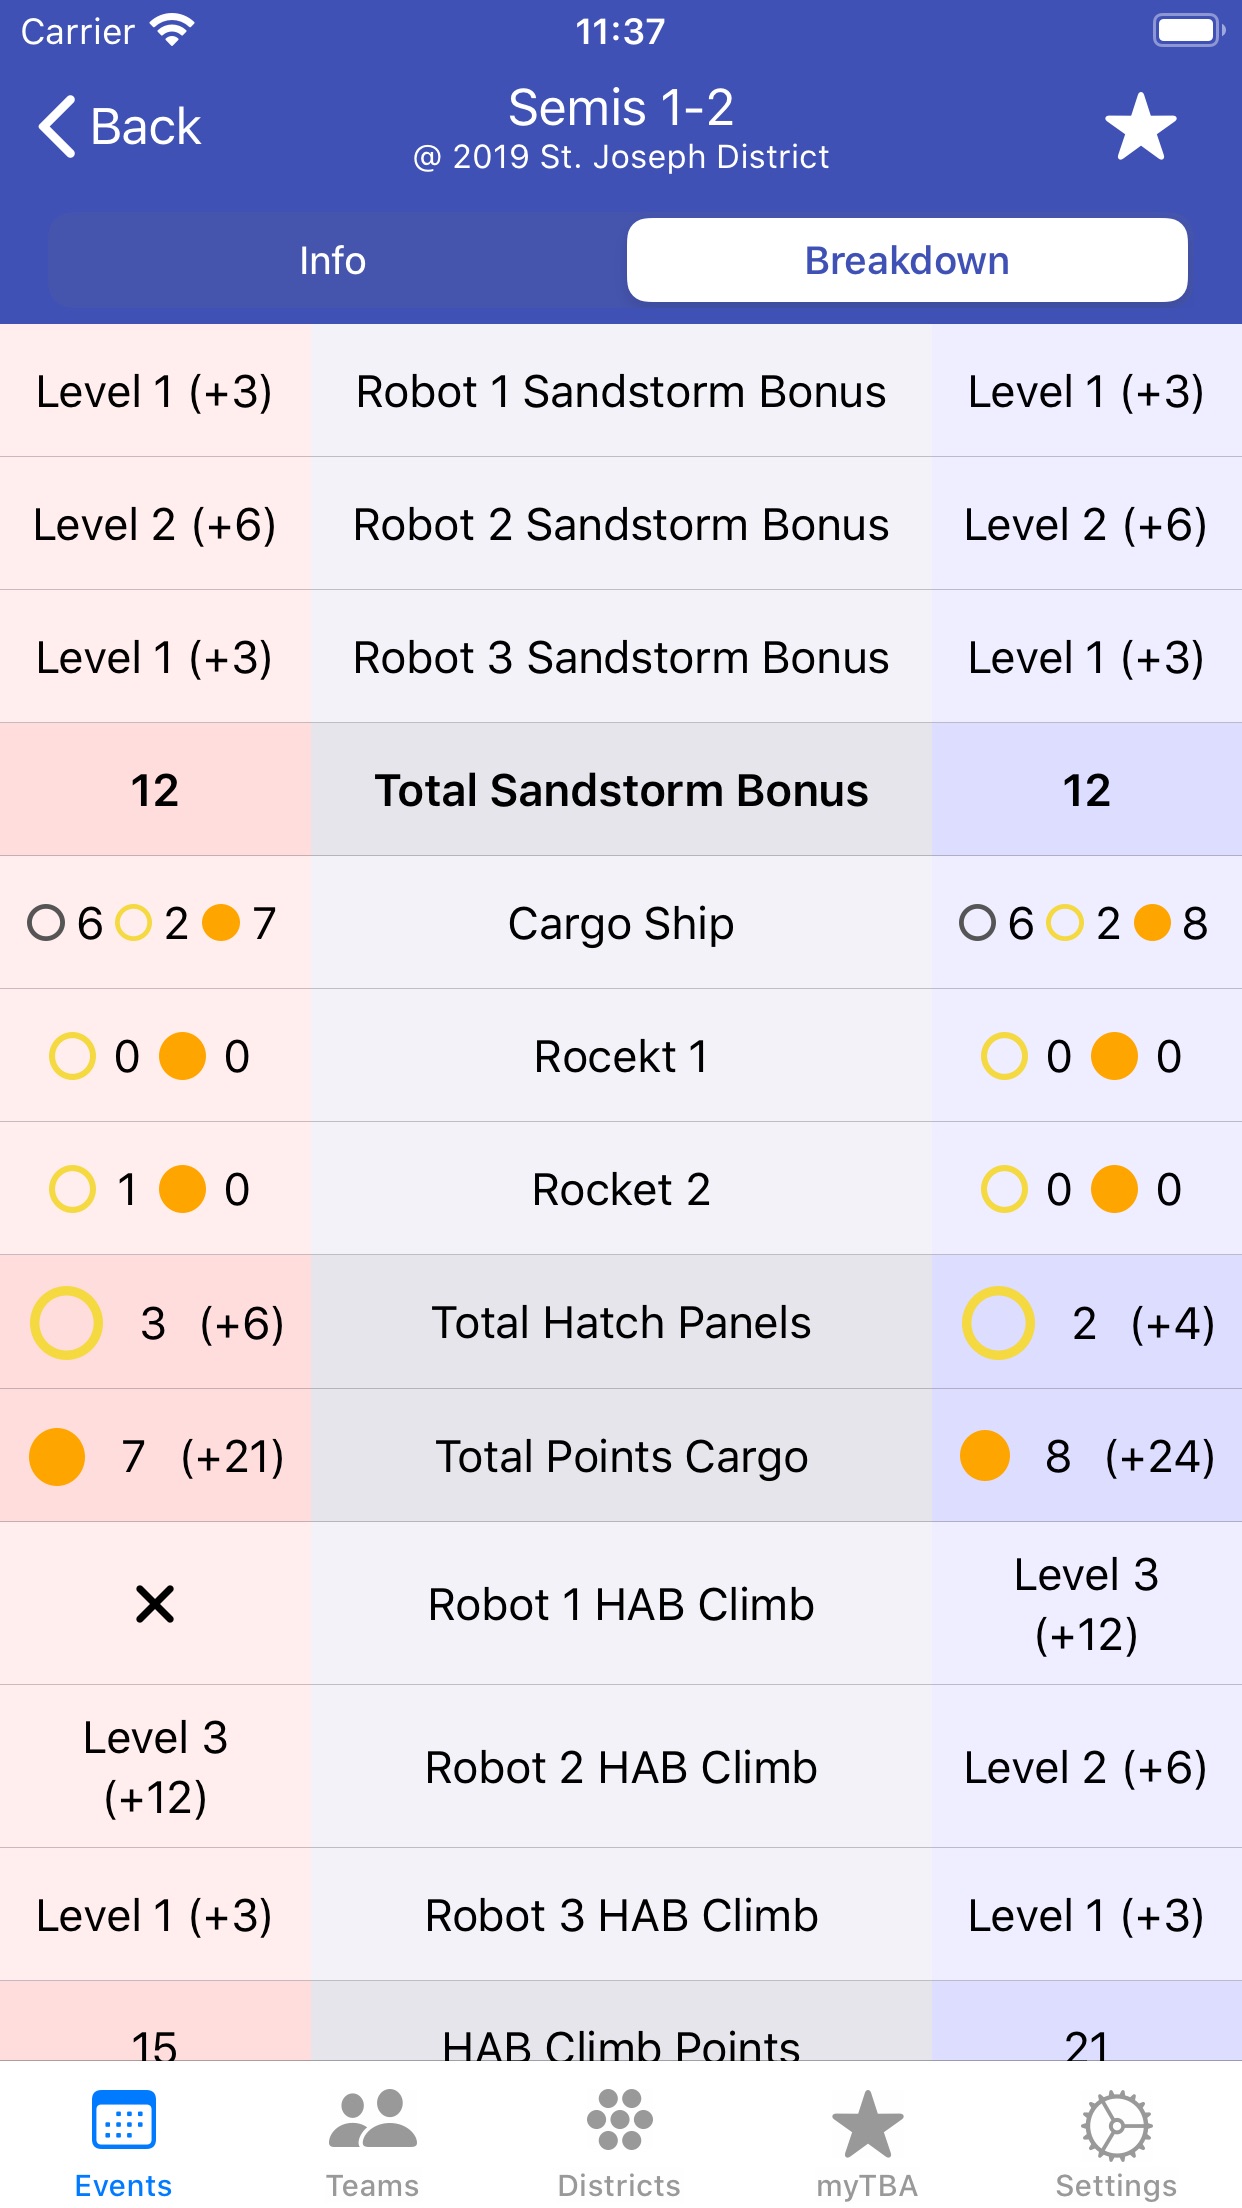 Carrier 11:37
Back Semis 1-2
@ 2019 St. Joseph District
Info Breakdown
Level 1 (+3) Robot 1 Sandstorm Bonus Level 1 (+3)
Level 2 (+6) Robot 2 Sandstorm Bonus Level 2 (+6)
Level 1 (+3) Robot 3 Sandstorm Bonus Level 1 (+3)
12 Total Sandstorm Bonus 12
6 2 7 Cargo Ship 6 2 8
0 0 Rocekt 1 0 0
1 0 Rocket 2 0 0
3 (+6) Total Hatch Panels 2 (+4)
7 (+21) Total Points Cargo 8 (+24)
Robot 1 HAB Climb Level 3
(+12)
Level 3
(+12) Robot 2 HAB Climb Level 2 (+6)
Level 1 (+3) Robot 3 HAB Climb Level 1 (+3)
15 HAB Climb Points 21
Events Teams Districts myTBA Settings